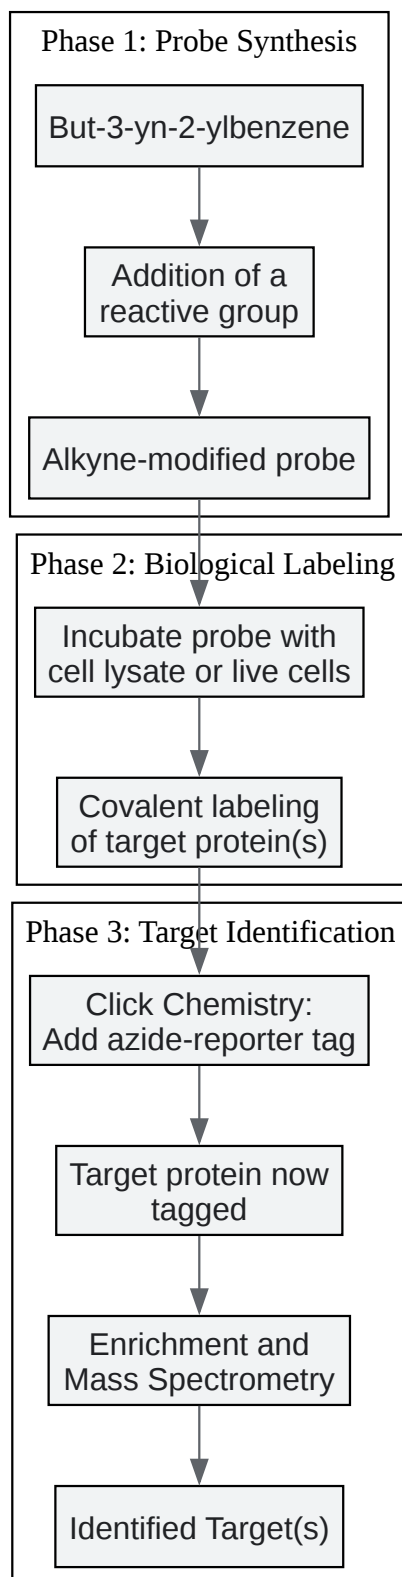 Phase 1: Probe Synthesis
But-3-yn-2-ylbenzene
Addition of a
reactive group
Alkyne-modified probe
Phase 2: Biological Labeling
Incubate probe with
cell lysate or live cells
Covalent labeling
of target protein(s)
Phase 3: Target Identification
Click Chemistry:
Add azide-reporter tag
Target protein now
tagged
Enrichment and
Mass Spectrometry
Identified Target(s)